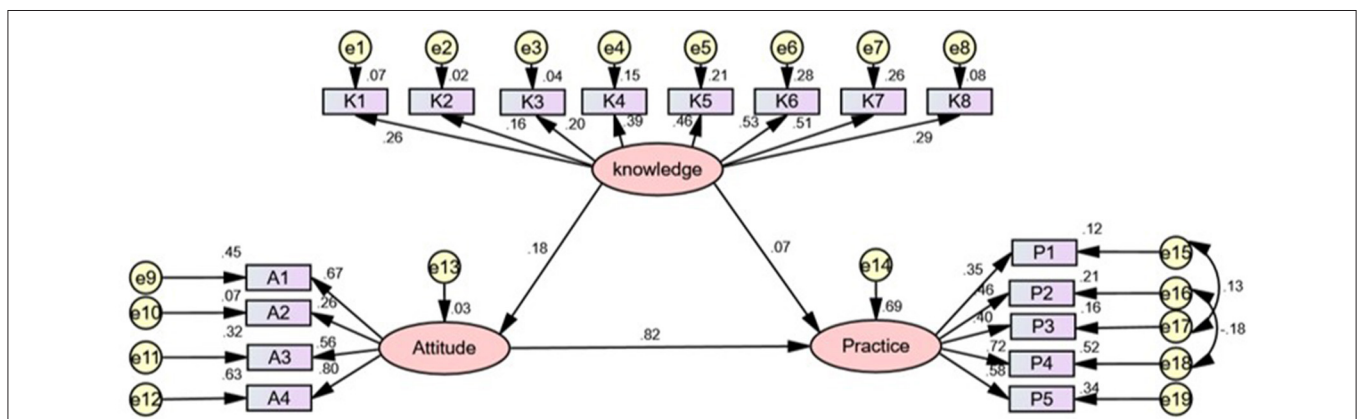 e1 e2 e3 e4 e5 e6 e7 e8
.07 .02 .04 .15 .21 .28 .26 .08
K1 K2 K3 K4 K5 K6 K7 K8
.26 .16 .20 .39 .46 .53 .51 .29
knowledge
.18 .07
e9 .45 A1 .67
e10 .07 A2 .26
e11 .32 A3 .56
e12 .63 A4 .80
e13
.03
Attitude
.82
e14
.69
Practice
.35 P1 .12 e15
.46 P2 .21 e16
.40 P3 .16 e17
.72 P4 .52 e18
.58 P5 .34 e19
.13
-.18